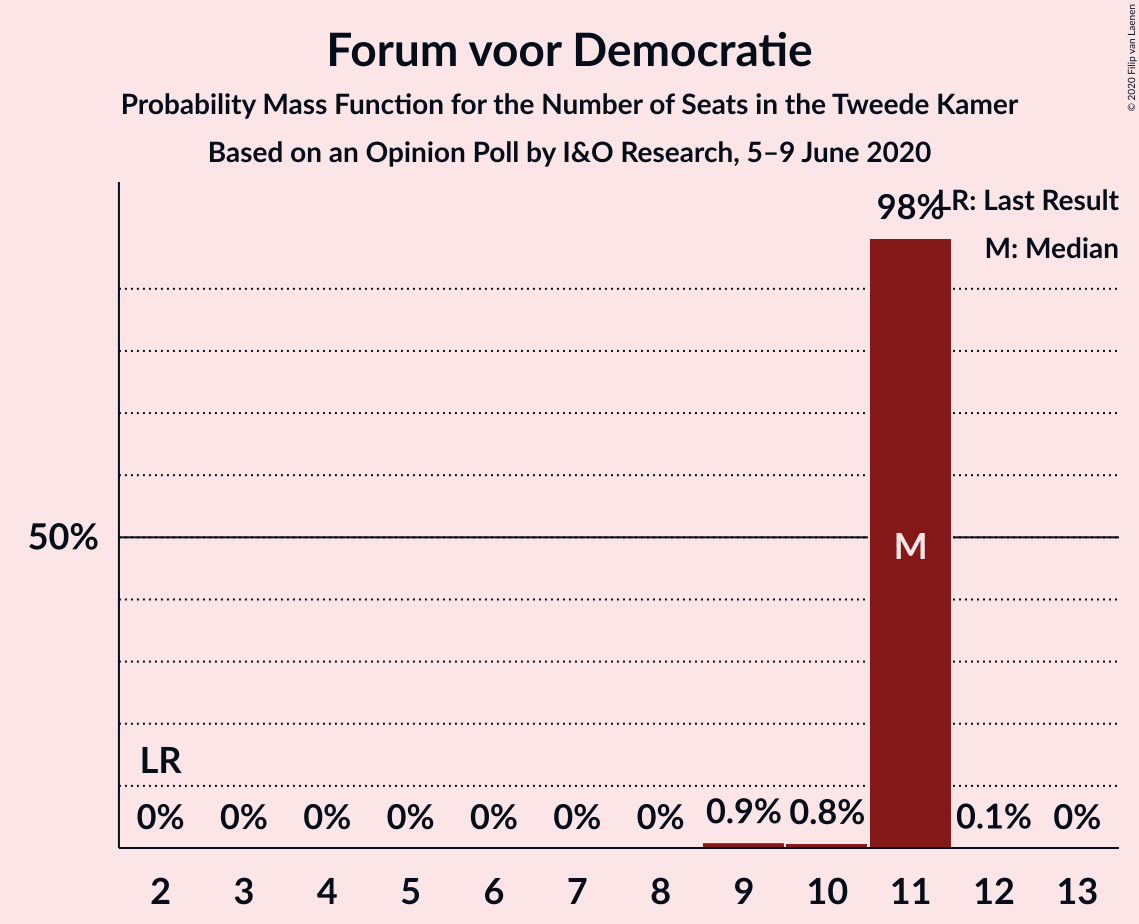 Forum voor Democratie
Probability Mass Function for the Number of Seats in the Tweede Kamer
Based on an Opinion Poll by I&O Research, 5–9 June 2020
© 2020 Filip van Laenen
98%
LR: Last Result
M: Median
50%
M
LR
0% 0% 0% 0% 0% 0% 0% 0.9% 0.8% 0.1% 0%
2 3 4 5 6 7 8 9 10 11 12 13